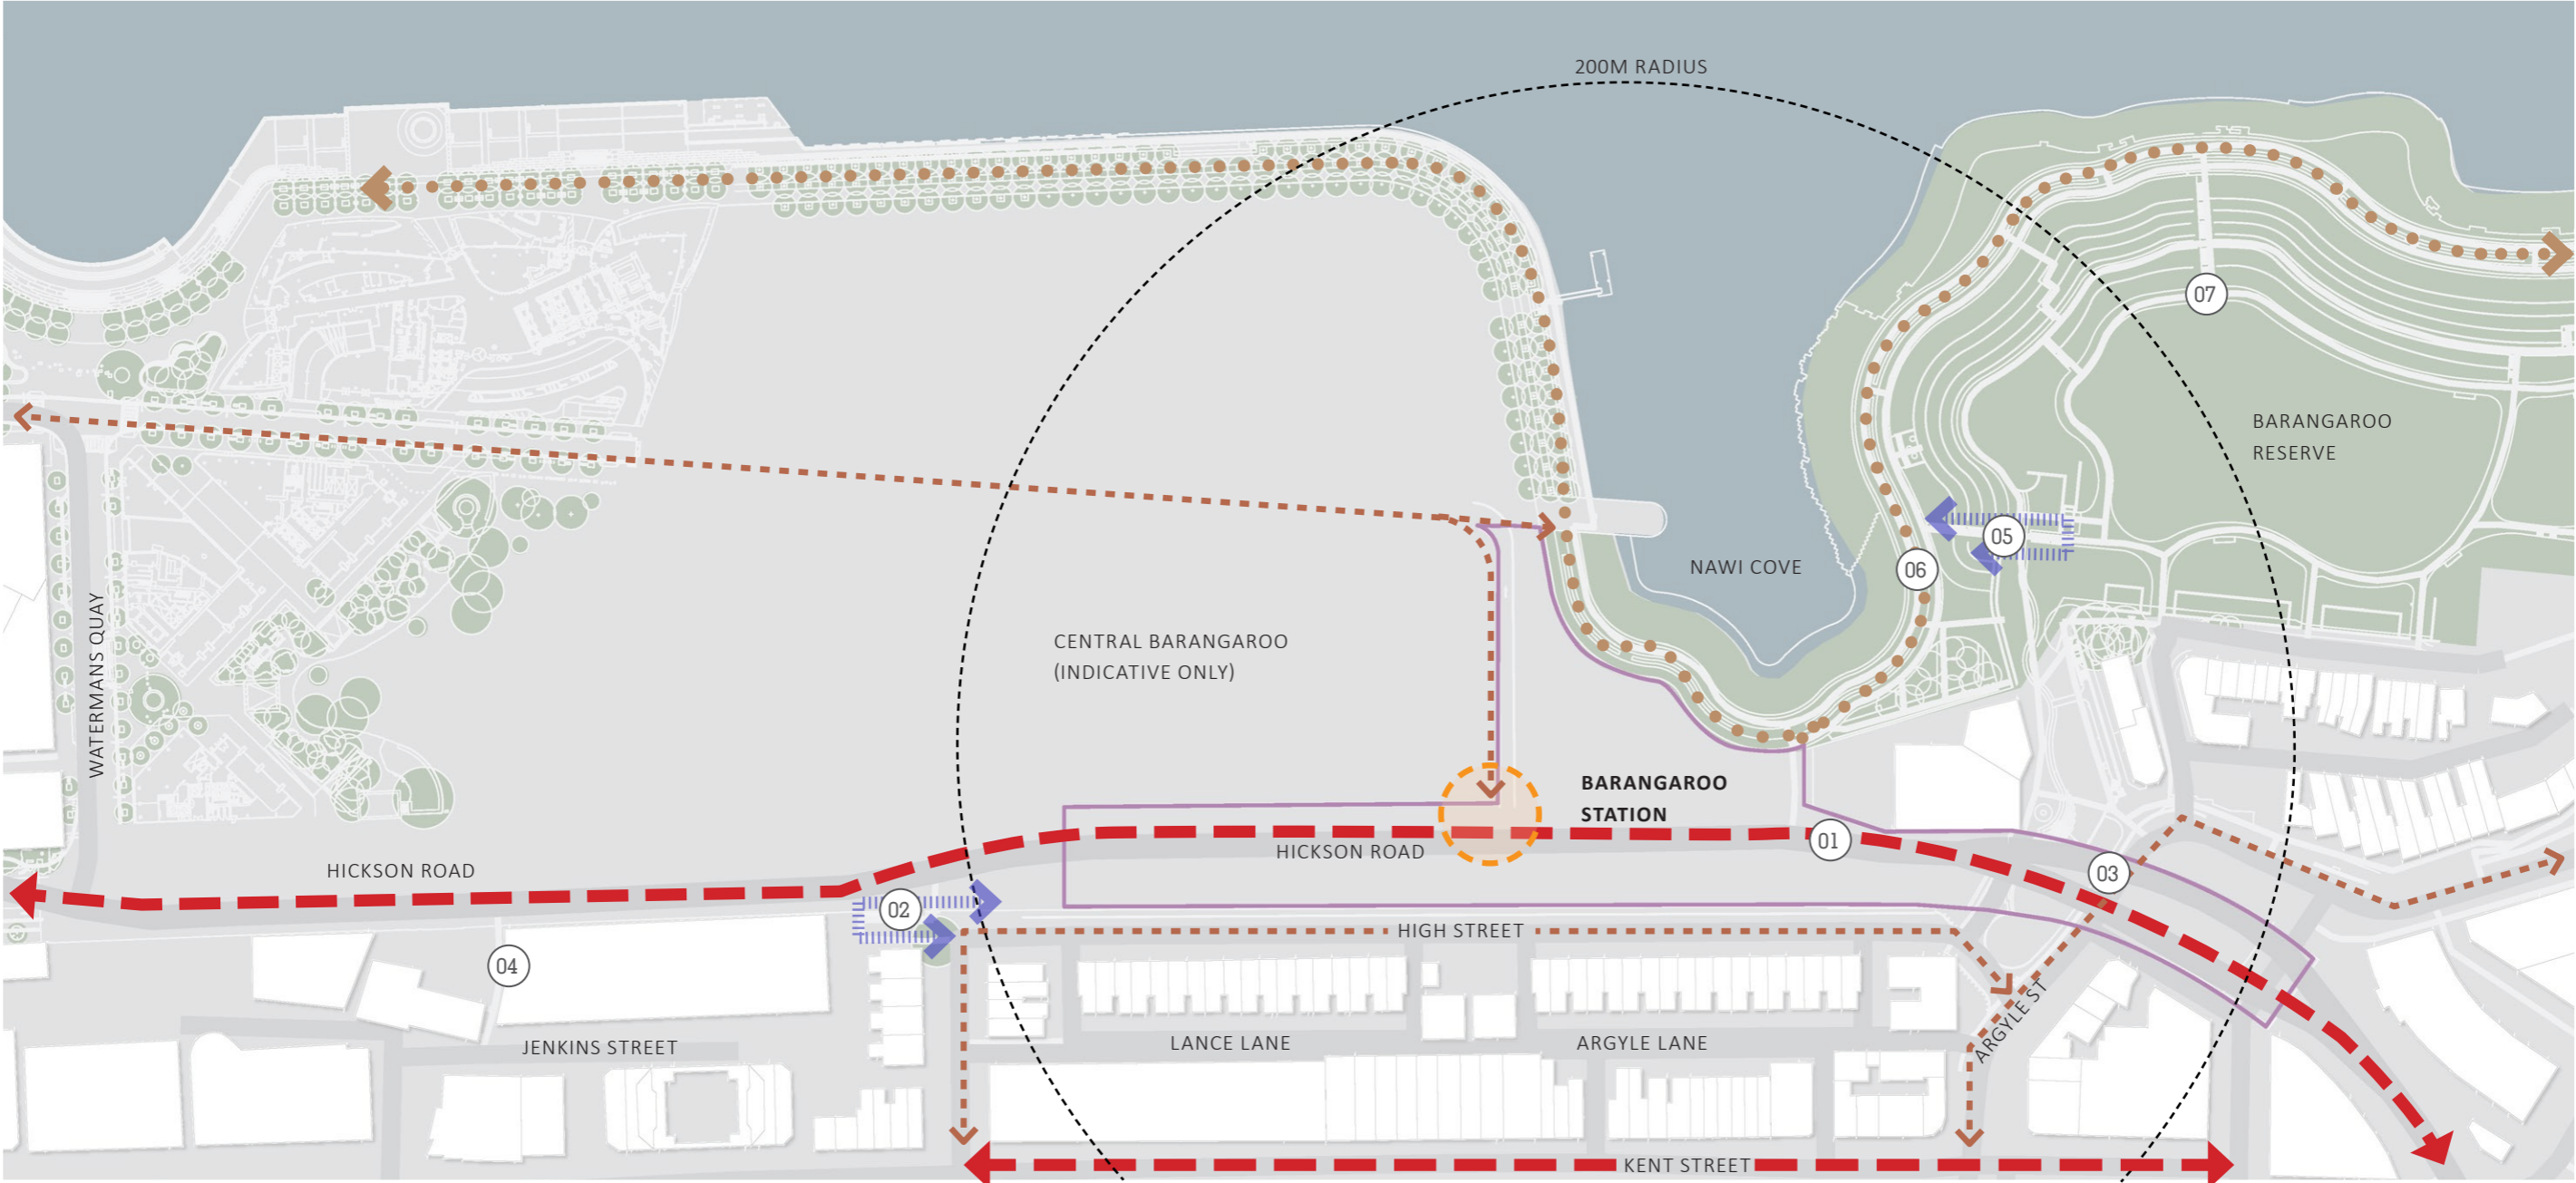 200M RADIUS
07
BARANGAROO
RESERVE
05
06
NAWI COVE
WATERMANS QUAY
CENTRAL BARANGAROO
(INDICATIVE ONLY)
BARANGAROO
STATION
01
HICKSON ROAD
HICKSON ROAD
03
02
HIGH STREET
04
JENKINS STREET
LANCE LANE
ARGYLE LANE
ARGYLE ST
KENT STREET